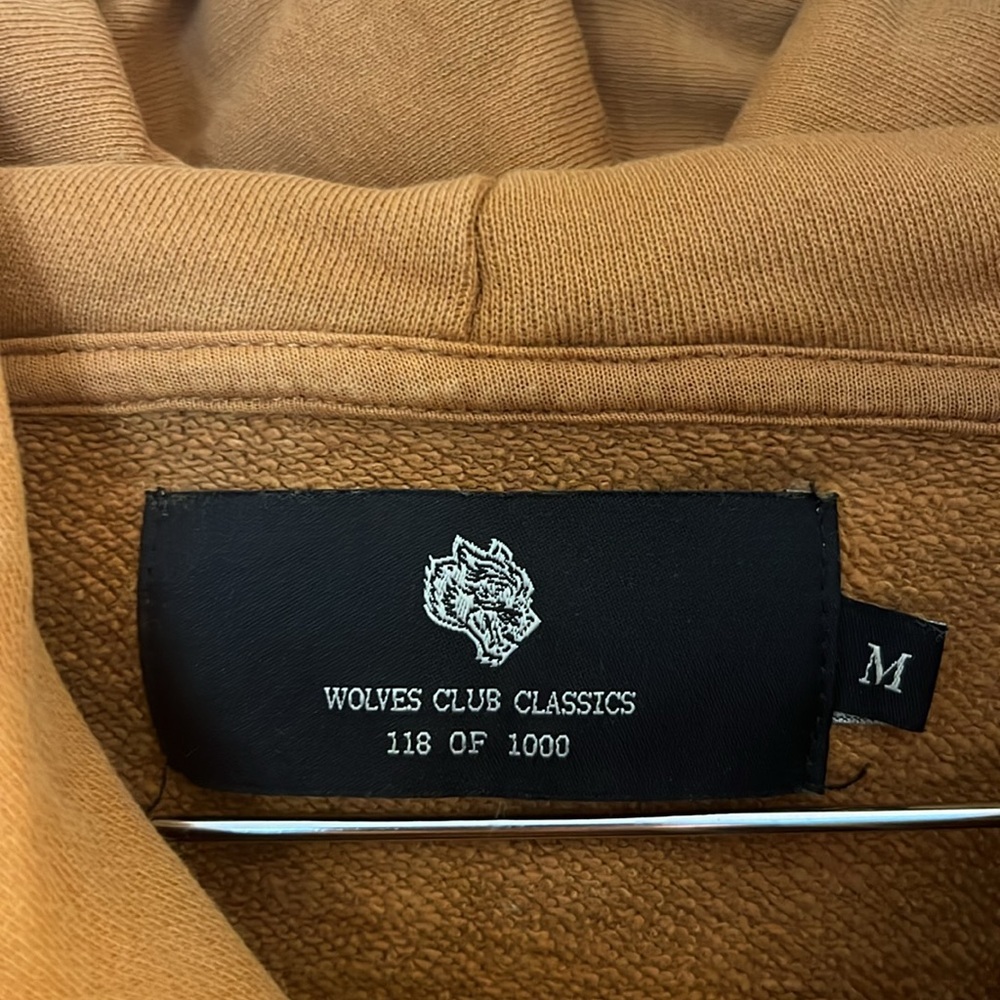 WOLVES CLUB CLASSICS
118 OF 1000
M